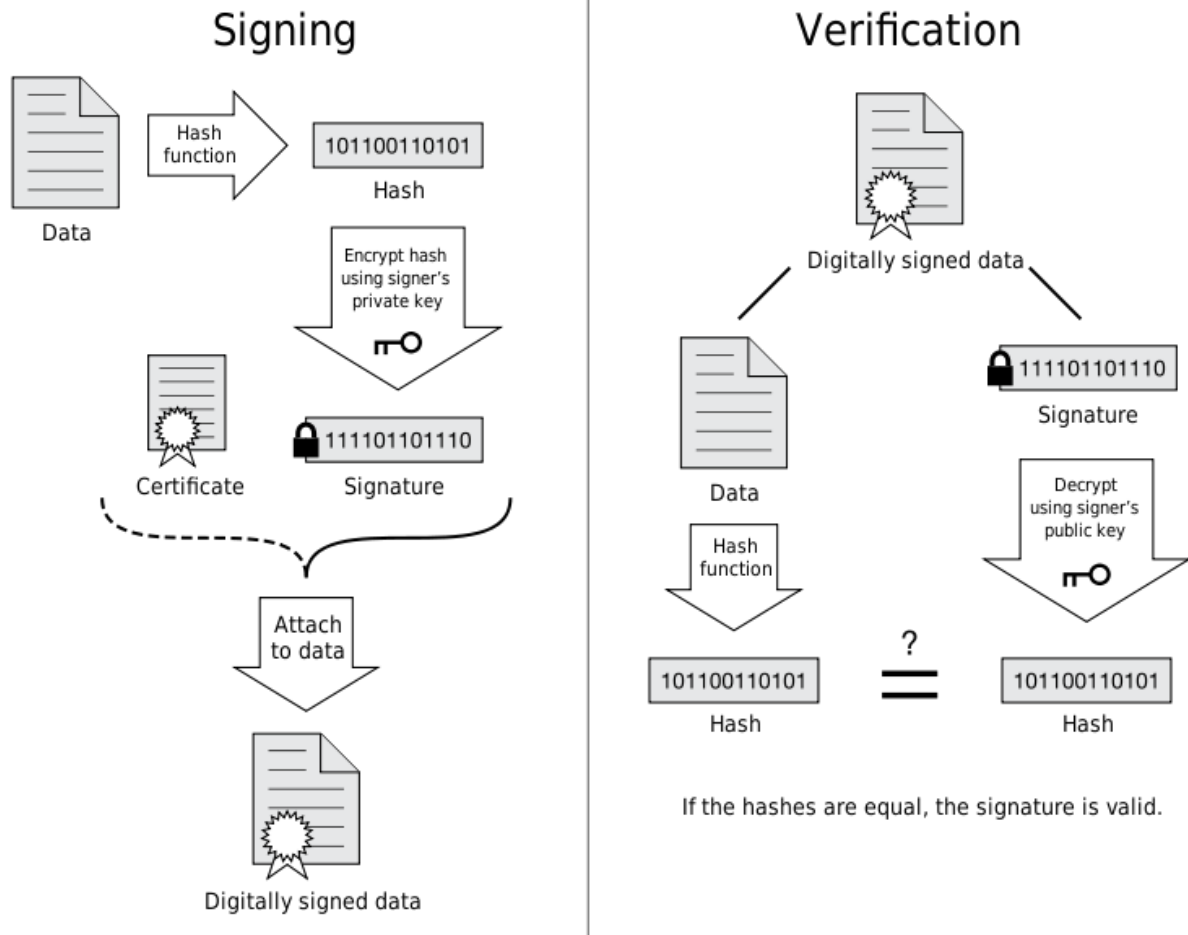 Signing
Hash
function
101100110101
Hash
Data
Encrypt hash
using signer's
private key
111101101110
Certificate
Signature
Attach
to data
Digitally signed data
Verification
Digitally signed data
111101101110
Signature
Data
Hash
function
Decrypt
using signer's
public key
101100110101
Hash
?
=
101100110101
Hash
If the hashes are equal, the signature is valid.